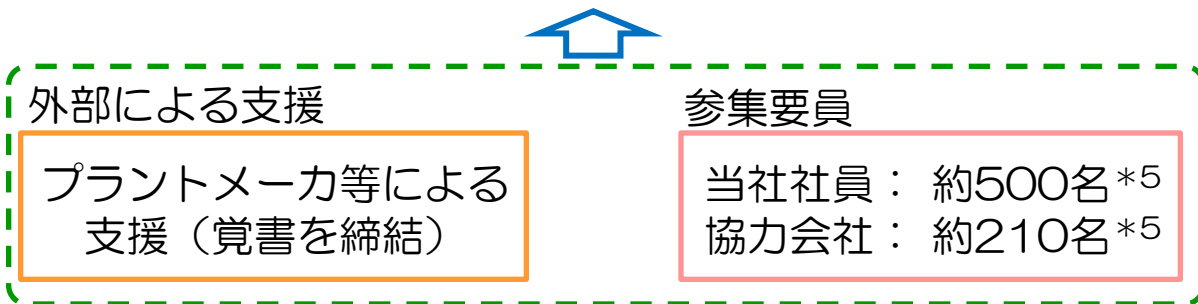 外部による支援
プラントメーカ等による
支援（覚書を締結）
参集要員
当社社員： 約500名*5
協力会社： 約210名*5